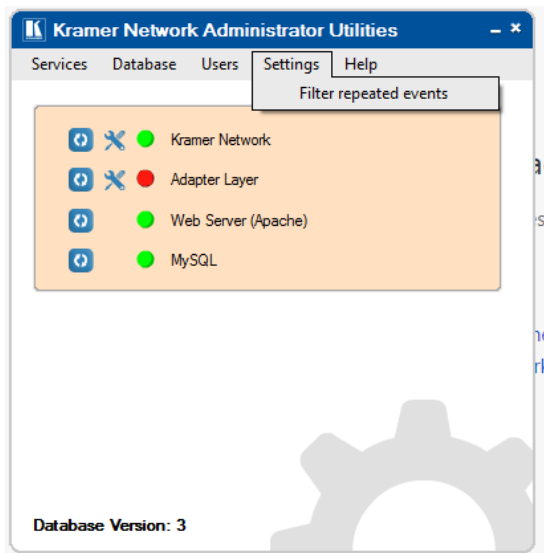 Kramer Network Administrator Utilities
Services Database Users Settings Help
Filter repeated events
Kramer Network
Adapter Layer
Web Server (Apache)
MySQL
Database Version: 3